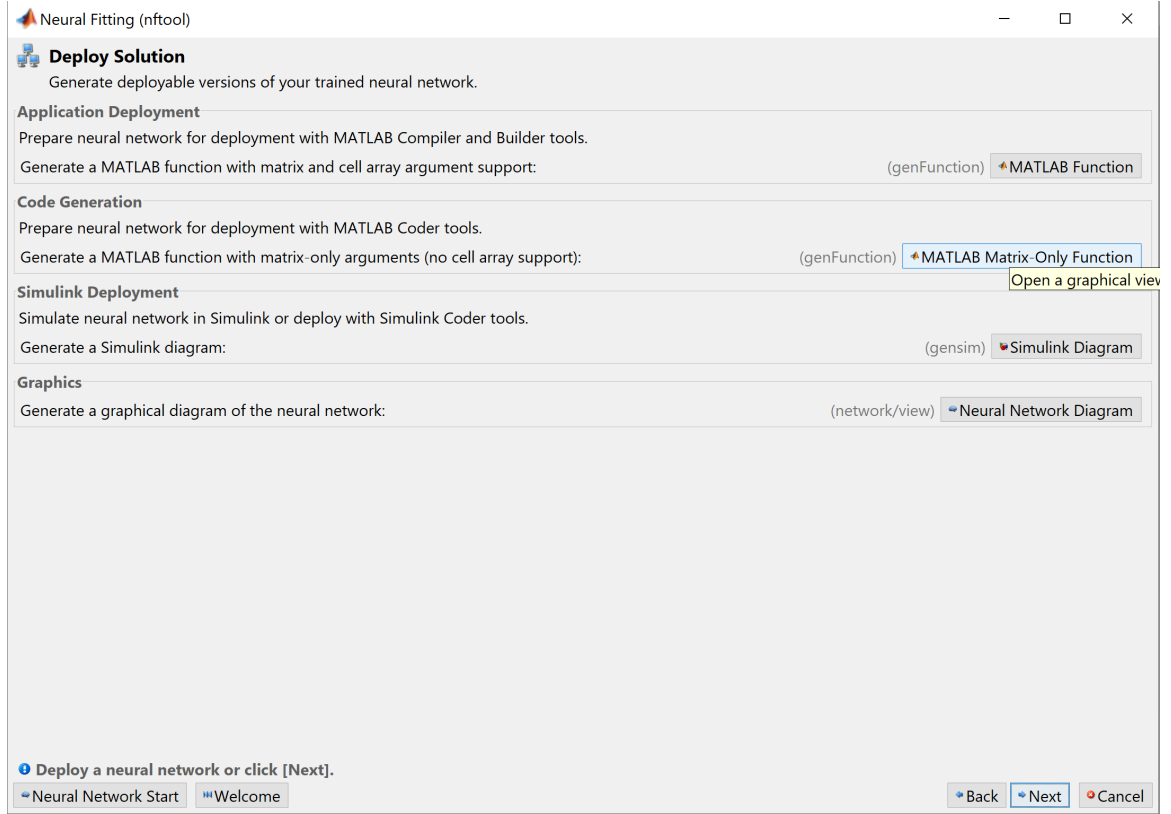 Neural Fitting (nftool)
Deploy Solution
Generate deployable versions of your trained neural network.
Application Deployment
Prepare neural network for deployment with MATLAB Compiler and Builder tools.
Generate a MATLAB function with matrix and cell array argument support: (genFunction) MATLAB Function
Code Generation
Prepare neural network for deployment with MATLAB Coder tools.
Generate a MATLAB function with matrix-only arguments (no cell array support): (genFunction) MATLAB Matrix-Only Function
Open a graphical view
Simulink Deployment
Simulate neural network in Simulink or deploy with Simulink Coder tools.
Generate a Simulink diagram: (gensim) Simulink Diagram
Graphics
Generate a graphical diagram of the neural network: (network/view) Neural Network Diagram
Deploy a neural network or click [Next].
Neural Network Start Welcome Back Next Cancel